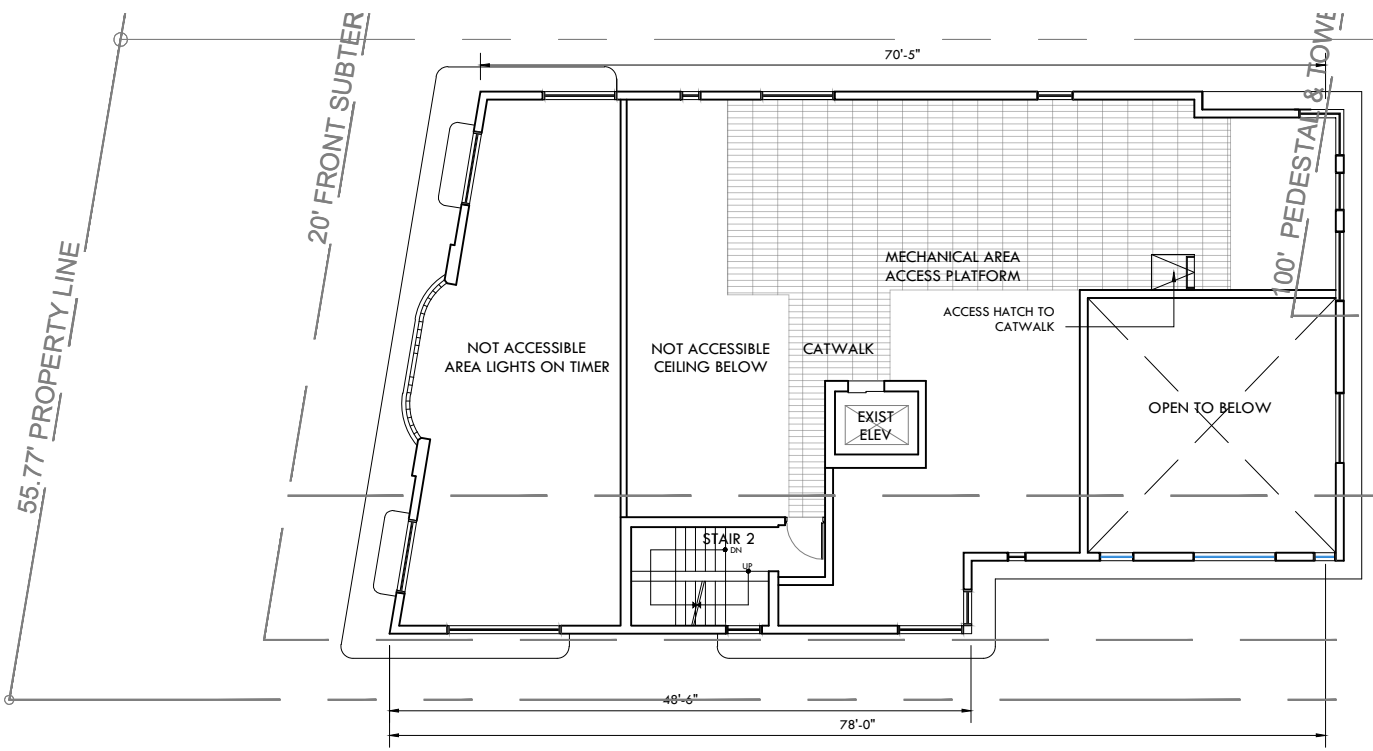 70'-5"
20' FRONT SUBTER
100' PEDESTAL & TOWE
55.77' PROPERTY LINE
MECHANICAL AREA
ACCESS PLATFORM
ACCESS HATCH TO
CATWALK
NOT ACCESSIBLE
AREA LIGHTS ON TIMER
NOT ACCESSIBLE
CEILING BELOW
CATWALK
OPEN TO BELOW
EXIST
ELEV
STAIR 2
DN
UP
48'-6"
78'-0"